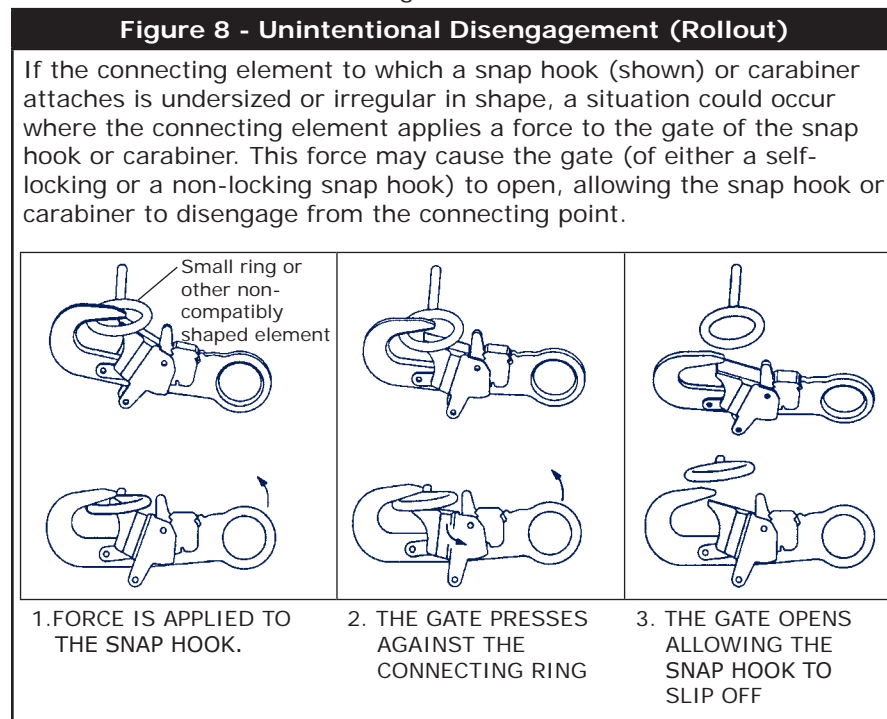 Figure 8 - Unintentional Disengagement (Rollout)
If the connecting element to which a snap hook (shown) or carabiner
attaches is undersized or irregular in shape, a situation could occur
where the connecting element applies a force to the gate of the snap
hook or carabiner. This force may cause the gate (of either a self-
locking or a non-locking snap hook) to open, allowing the snap hook or
carabiner to disengage from the connecting point.
Small ring or
other non-
compatibly
shaped element
1.FORCE IS APPLIED TO
THE SNAP HOOK.
2. THE GATE PRESSES
AGAINST THE
CONNECTING RING
3. THE GATE OPENS
ALLOWING THE
SNAP HOOK TO
SLIP OFF